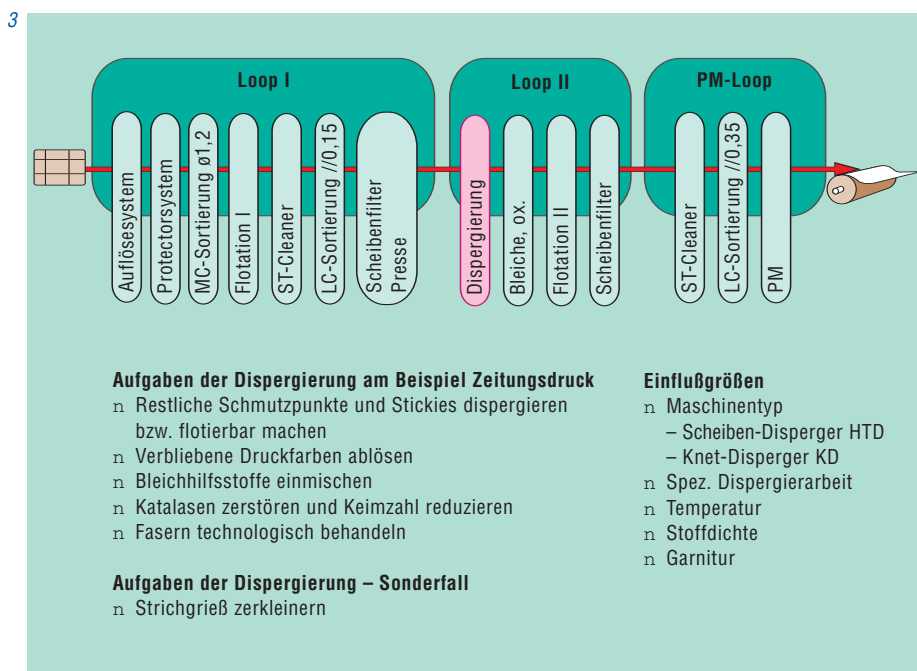 3
Loop I
Loop II
PM-Loop
Auflösesystem
Protectorsystem
MC-Sortierung ø1,2
Flotation I
ST-Cleaner
LC-Sortierung //0,15
Scheibenfilter
Presse
Dispergierung
Bleiche, ox.
Flotation II
Scheibenfilter
ST-Cleaner
LC-Sortierung //0,35
PM
Aufgaben der Dispergierung am Beispiel Zeitungsdruck
n Restliche Schmutzpunkte und Stickies dispergieren
bzw. flotierbar machen
n Verbliebene Druckfarben ablösen
n Bleichhilfsstoffe einmischen
n Katalasen zerstören und Keimzahl reduzieren
n Fasern technologisch behandeln
Aufgaben der Dispergierung – Sonderfall
n Strichgrieß zerkleinern
Einflußgrößen
n Maschinentyp
– Scheiben-Disperger HTD
– Knet-Disperger KD
n Spez. Dispergierarbeit
n Temperatur
n Stoffdichte
n Garnitur